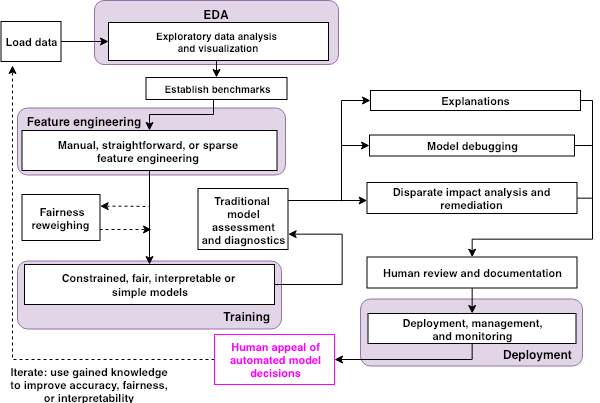 EDA
Load data
Exploratory data analysis
and visualization
Establish benchmarks
Feature engineering
Manual, straightforward, or sparse
feature engineering
Explanations
Model debugging
Disparate impact analysis and
remediation
Fairness
reweighing
Traditional
model
assessment
and diagnostics
Constrained, fair, interpretable or
simple models
Training
Human review and documentation
Deployment, management,
and monitoring
Deployment
Human appeal of
automated model
decisions
Iterate: use gained knowledge
to improve accuracy, fairness,
or interpretability